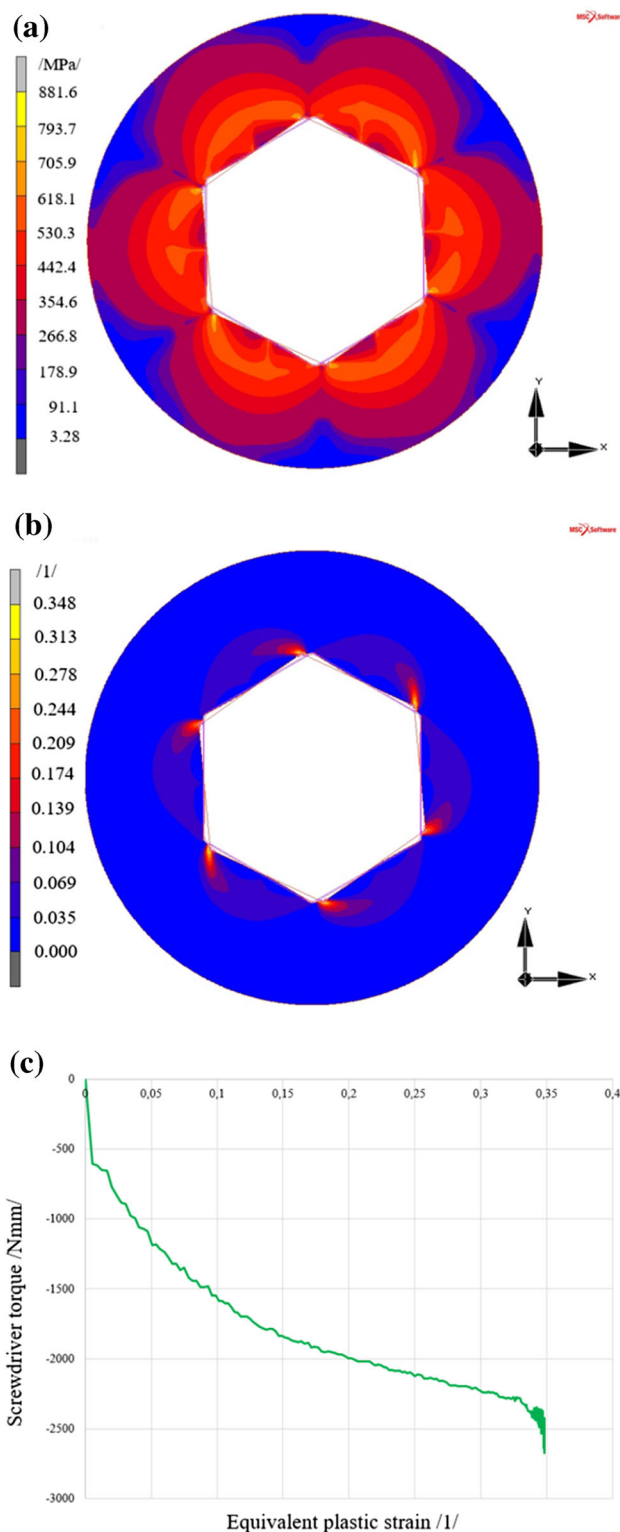 (a)
MSC Software
/MPa/
881.6
793.7
705.9
618.1
530.3
442.4
354.6
266.8
178.9
91.1
3.28
Y
X
(b)
MSC Software
/1/
0.348
0.313
0.278
0.244
0.209
0.174
0.139
0.104
0.069
0.035
0.000
Y
X
(c)
0
0 0,05 0,1 0,15 0,2 0,25 0,3 0,35 0,4
-500
-1000
-1500
-2000
-2500
-3000
Screwdriver torque /Nmm/
Equivalent plastic strain /1/